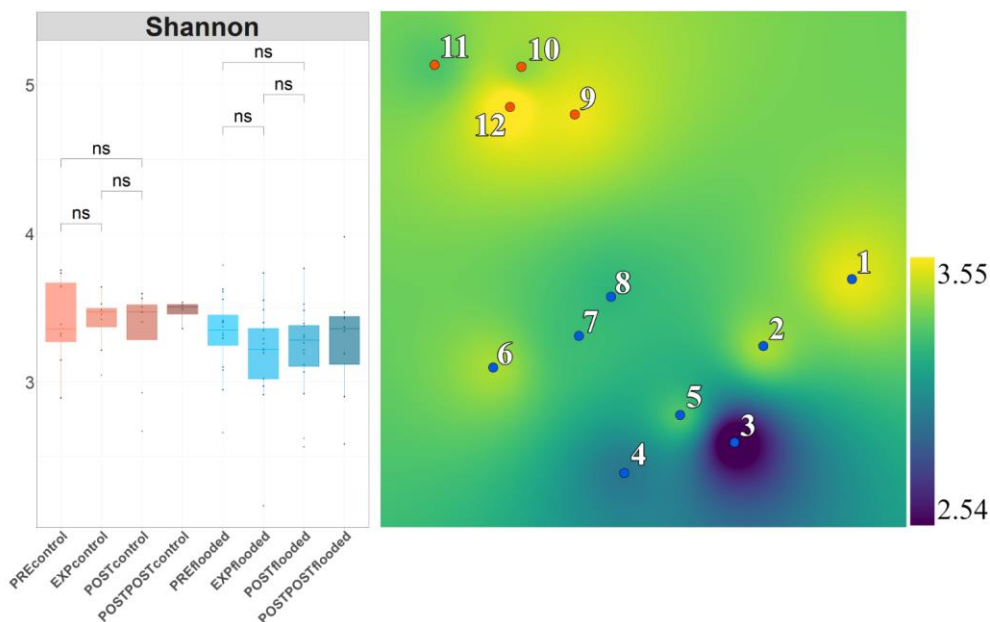 Shannon
5
4
3
ns
ns
ns
ns
ns
ns
PREcontrol
EXPcontrol
POSTcontrol
POSTPOSTcontrol
PREflooded
EXPflooded
POSTflooded
POSTPOSTflooded
11
10
9
12
1
8
2
7
6
5
3
4
3.55
2.54